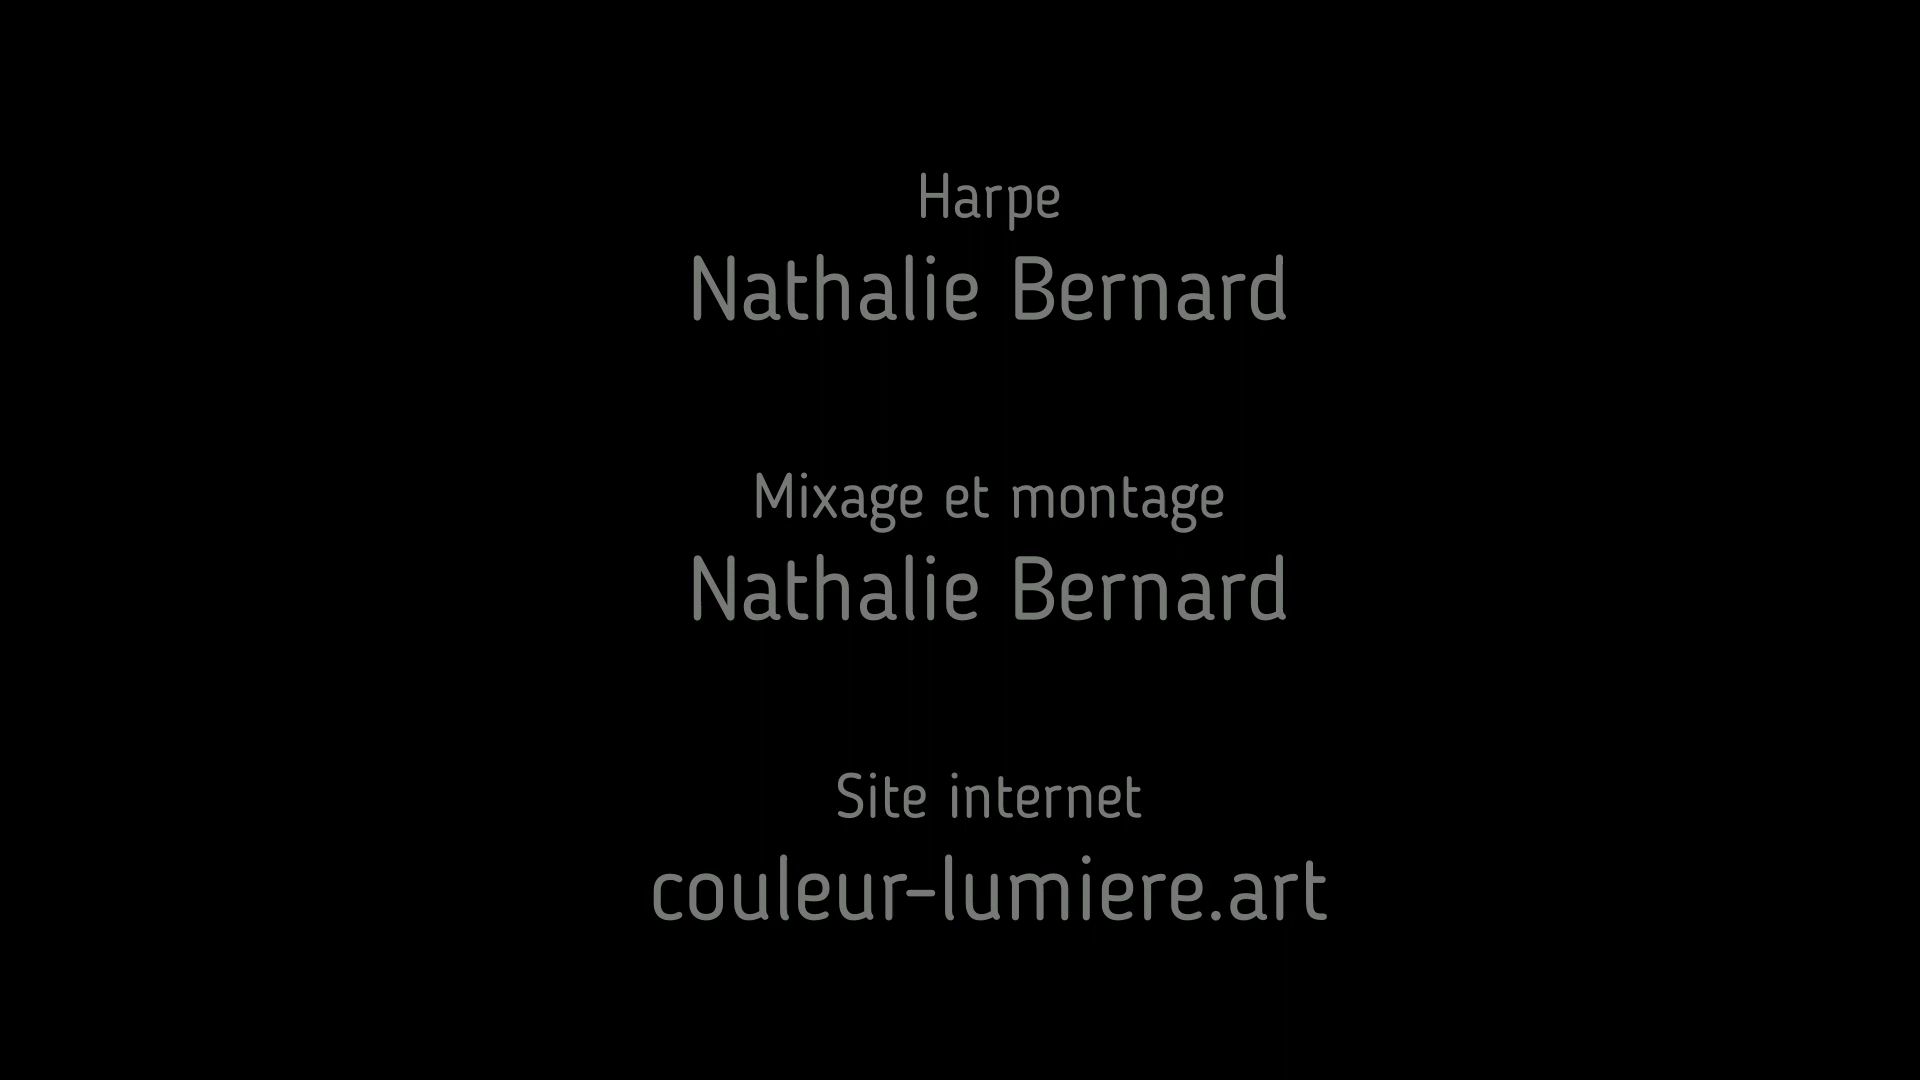 Harpe
Nathalie Bernard
Mixage et montage
Nathalie Bernard
Site internet
couleur-lumiere.art